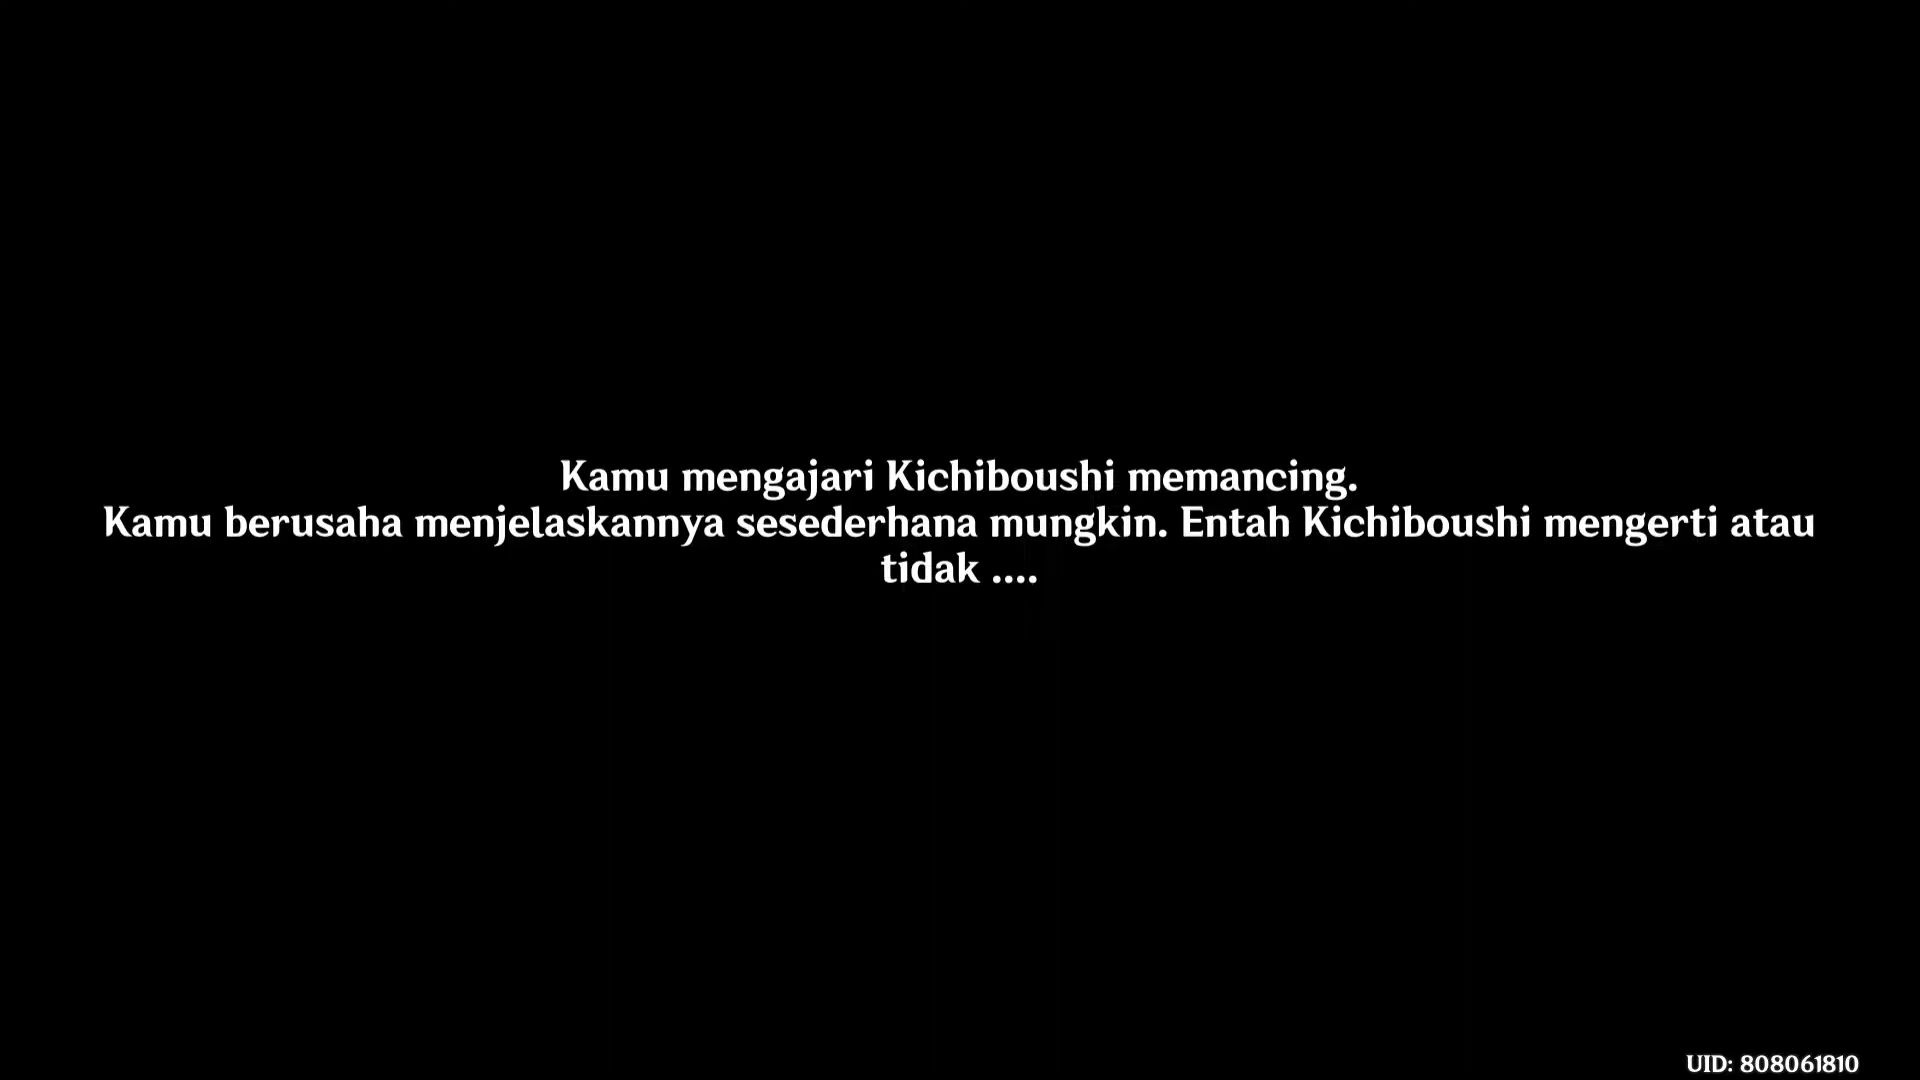 Kamu mengajari Kichiboushi memancing.
Kamu berusaha menjelaskannya sesederhana mungkin. Entah Kichiboushi mengerti atau
tidak ....
UID: 808061810